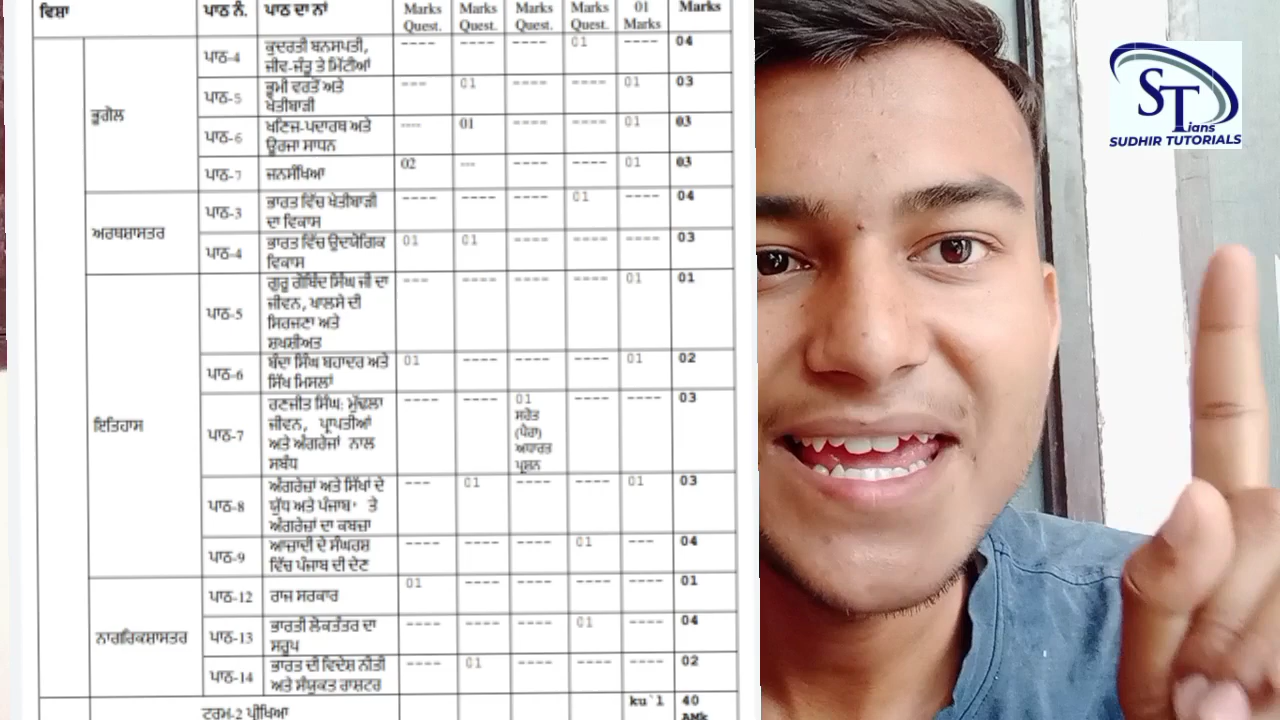 ਵਿਸ਼ਾ ਪਾਠ ਨੰ. ਪਾਠ ਦਾ ਨਾਂ Marks Quest. Marks Quest. Marks Quest. Marks Quest. 01 Marks Marks
ਭੂਗੋਲ
ਪਾਠ-4 ਕੁਦਰਤੀ ਬਨਸਪਤੀ, ---- ---- ---- 01 ---- 04
ਜੀਵ-ਜੰਤੂ ਤੇ ਮਿੱਟੀਆਂ
ਪਾਠ-5 ਭੂਮੀ ਵਰਤੋਂ ਅਤੇ --- 01 ---- ---- 01 03
ਖੇਤੀਬਾੜੀ
ਪਾਠ-6 ਖਣਿਜ-ਪਦਾਰਥ ਅਤੇ ---- 01 ---- ---- 01 03
ਊਰਜਾ ਸਾਧਨ
ਪਾਠ-7 ਜਨਸੰਖਿਆ 02 --- ---- ---- 01 03
ਅਰਥਸ਼ਾਸਤਰ
ਪਾਠ-3 ਭਾਰਤ ਵਿੱਚ ਖੇਤੀਬਾੜੀ ---- ---- ---- 01 ---- 04
ਦਾ ਵਿਕਾਸ
ਪਾਠ-4 ਭਾਰਤ ਵਿੱਚ ਉਦਯੋਗਿਕ 01 01 ---- ---- ---- 03
ਵਿਕਾਸ
ਇਤਿਹਾਸ
ਪਾਠ-5 ਗੁਰੂ ਗੋਬਿੰਦ ਸਿੰਘ ਜੀ ਦਾ --- ---- ---- ---- 01 01
ਜੀਵਨ, ਖਾਲਸੇ ਦੀ
ਸਿਰਜਣਾ ਅਤੇ
ਸ਼ਖਸ਼ੀਅਤ
ਪਾਠ-6 ਬੰਦਾ ਸਿੰਘ ਬਹਾਦਰ ਅਤੇ 01 ---- ---- ---- 01 02
ਸਿੱਖ ਮਿਸਲਾਂ
ਪਾਠ-7 ਰਣਜੀਤ ਸਿੰਘ: ਮੁੱਢਲਾ ---- ---- 01 ---- ---- 03
ਜੀਵਨ, ਪ੍ਰਾਪਤੀਆਂ ਸਰੋਤ
ਅਤੇ ਅੰਗਰੇਜਾਂ ਨਾਲ (ਪੈਰਾ) ਅਧਾਰਤ
ਸਬੰਧ ਪ੍ਰਸ਼ਨ
ਪਾਠ-8 ਅੰਗਰੇਜ਼ਾਂ ਅਤੇ ਸਿੱਖਾਂ ਦੇ --- 01 ---- ---- 01 03
ਯੁੱਧ ਅਤੇ ਪੰਜਾਬ' ਤੇ
ਅੰਗਰੇਜ਼ਾਂ ਦਾ ਕਬਜ਼ਾ
ਪਾਠ-9 ਆਜ਼ਾਦੀ ਦੇ ਸੰਘਰਸ਼ ---- ---- ---- 01 --- 04
ਵਿੱਚ ਪੰਜਾਬ ਦੀ ਦੇਣ
ਨਾਗਰਿਕਸ਼ਾਸਤਰ
ਪਾਠ-12 ਰਾਜ ਸਰਕਾਰ 01 ---- ---- ---- ---- 01
ਪਾਠ-13 ਭਾਰਤੀ ਲੋਕਤੰਤਰ ਦਾ ---- ---- ---- 01 ---- 04
ਸਰੂਪ
ਪਾਠ-14 ਭਾਰਤ ਦੀ ਵਿਦੇਸ਼ ਨੀਤੀ ---- 01 ---- ---- ---- 02
ਅਤੇ ਸੰਯੁਕਤ ਰਾਸ਼ਟਰ
ਟਰਮ-2 ਪ੍ਰੀਖਿਆ ku`l 40
AMk
ST
ians
SUDHIR TUTORIALS